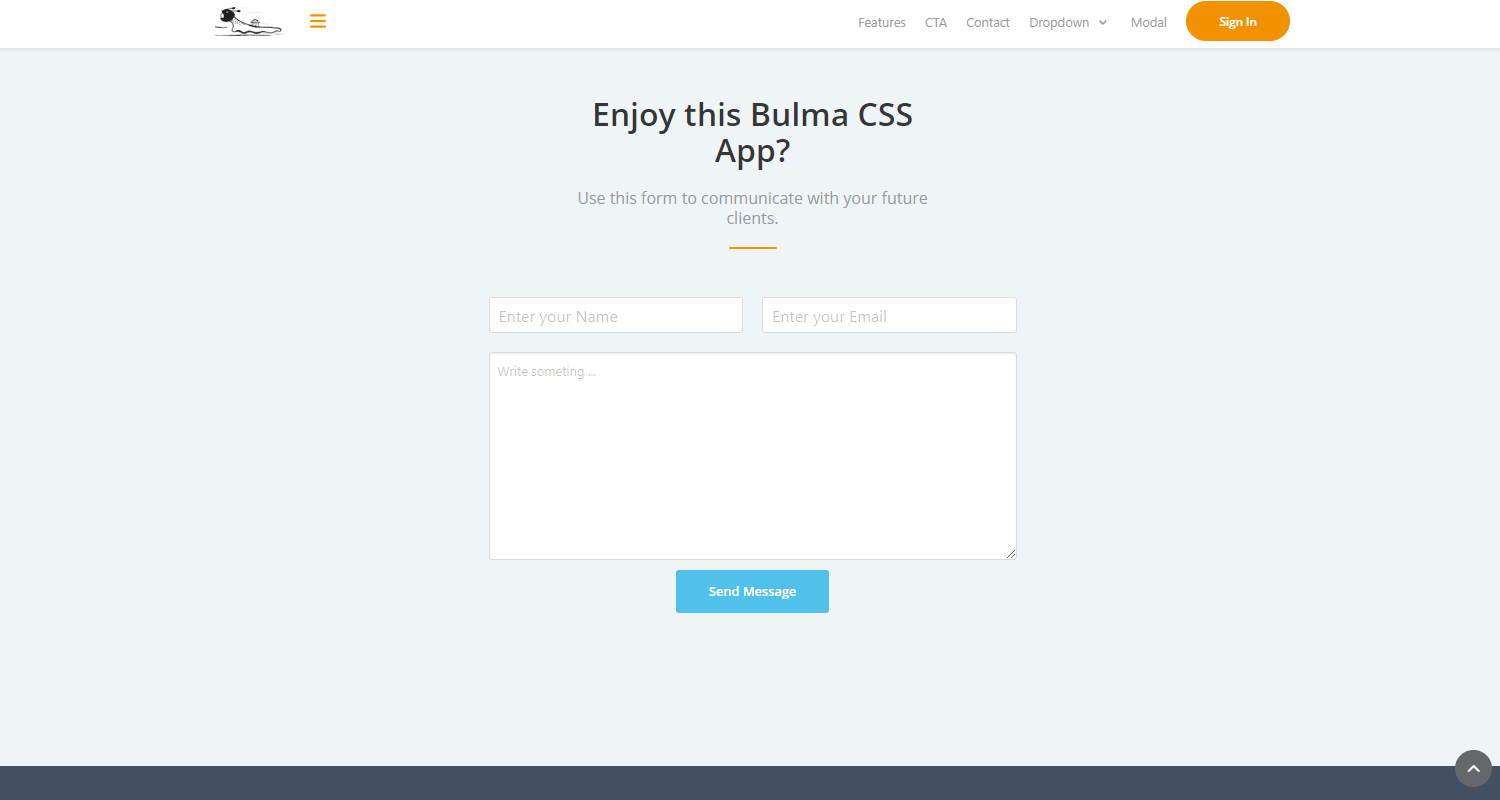 Features CTA Contact Dropdown Modal Sign In
Enjoy this Bulma CSS
App?
Use this form to communicate with your future
clients.
Enter your Name Enter your Email
Write someting ...
Send Message